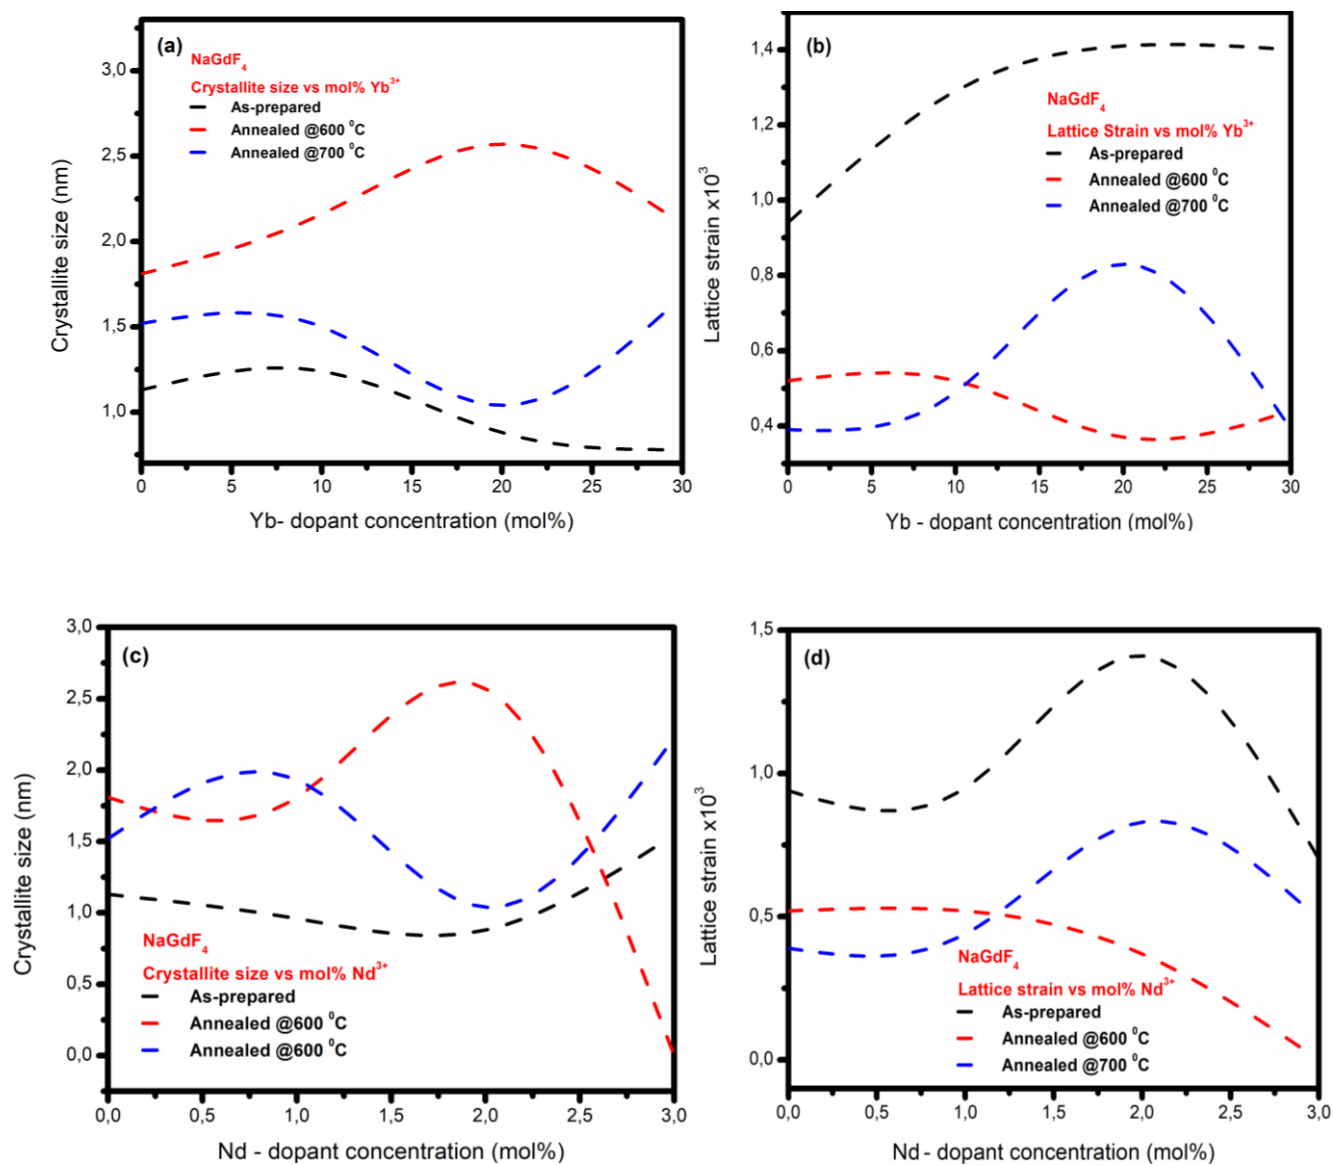 (a)
NaGdF4
Crystallite size vs mol% Yb3+
As-prepared
Annealed @600 0C
Annealed @700 0C
3,0
2,5
2,0
1,5
1,0
Crystallite size (nm)
0 5 10 15 20 25 30
Yb- dopant concentration (mol%)
(b)
NaGdF4
Lattice Strain vs mol% Yb3+
As-prepared
Annealed @600 0C
Annealed @700 0C
1,4
1,2
1,0
0,8
0,6
0,4
Lattice strain x103
0 5 10 15 20 25 30
Yb - dopant concentration (mol%)
(c)
3,0
2,5
2,0
1,5
1,0
0,5
0,0
Crystallite size (nm)
NaGdF4
Crystallite size vs mol% Nd3+
As-prepared
Annealed @600 0C
Annealed @600 0C
0,0 0,5 1,0 1,5 2,0 2,5 3,0
Nd - dopant concentration (mol%)
(d)
1,5
1,0
0,5
0,0
Lattice strain x103
NaGdF4
Lattice strain vs mol% Nd3+
As-prepared
Annealed @600 0C
Annealed @700 0C
0,0 0,5 1,0 1,5 2,0 2,5 3,0
Nd - dopant concentration (mol%)